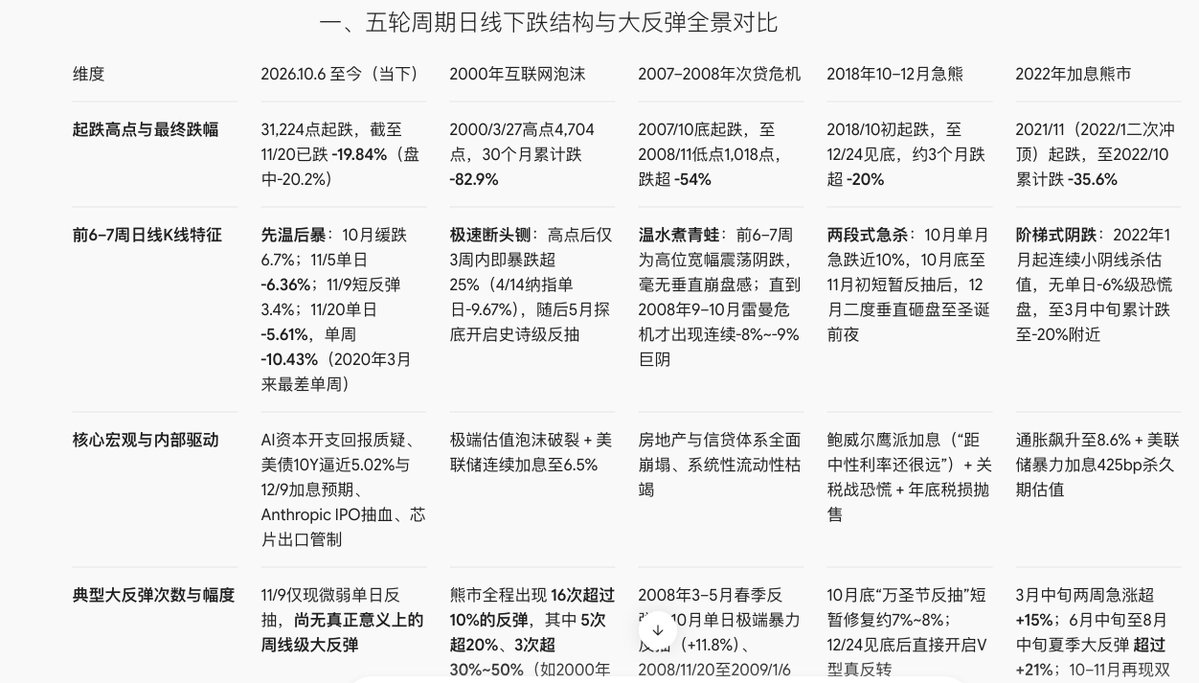 一、五轮周期日线下跌结构与大反弹全景对比
维度
2026.10.6 至今（当下）
2000年互联网泡沫
2007–2008年次贷危机
2018年10–12月急熊
2022年加息熊市
起跌高点与最终跌幅
31,224点起跌，截至
11/20已跌 -19.84%（盘
中-20.2%）
2000/3/27高点4,704
点，30个月累计跌
-82.9%
2007/10底起跌，至
2008/11低点1,018点，
跌超 -54%
2018/10初起跌，至
12/24见底，约3个月跌
超 -20%
2021/11（2022/1二次冲
顶）起跌，至2022/10
累计跌 -35.6%
前6–7周日线K线特征
先温后暴：10月缓跌
6.7%；11/5单日
-6.36%；11/9短反弹
3.4%；11/20单日
-5.61%，单周
-10.43%（2020年3月
来最差单周）
极速断头铡：高点后仅
3周内即暴跌超
25%（4/14纳指单
日-9.67%），随后5月探
底开启史诗级反抽
温水煮青蛙：前6–7周
为高位宽幅震荡阴跌，
毫无垂直崩盘感；直到
2008年9–10月雷曼危
机才出现连续-8%~-9%
巨阴
两段式急杀：10月单月
急跌近10%，10月底至
11月初短暂反抽后，12
月二度垂直砸盘至圣诞
前夜
阶梯式阴跌：2022年1
月起连续小阴线杀估
值，无单日-6%级恐慌
盘，至3月中旬累计跌
至-20%附近
核心宏观与内部驱动
AI资本开支回报质疑、
美债10Y逼近5.02%与
12/9加息预期、
Anthropic IPO抽血、芯
片出口管制
极端估值泡沫破裂 + 美
联储连续加息至6.5%
房地产与信贷体系全面
崩塌、系统性流动性枯
竭
鲍威尔鹰派加息（“距
中性利率还很远”）+ 关
税战恐慌 + 年底税损抛
售
通胀飙升至8.6% + 美联
储暴力加息425bp杀久
期估值
典型大反弹次数与幅度
11/9仅现微弱单日反
抽，尚无真正意义上的
周线级大反弹
熊市全程出现 16次超过
10%的反弹，其中 5次
超20%、3次超
30%~50%（如2000年
2008年3–5月春季反
10月单日极端暴力
反抽（+11.8%）、
2008/11/20至2009/1/6
10月底“万圣节反抽”短
暂修复约7%~8%；
12/24见底后直接开启V
型真反转
3月中旬两周急涨超
+15%；6月中旬至8月
中旬夏季大反弹 超过
+21%；10–11月再现双